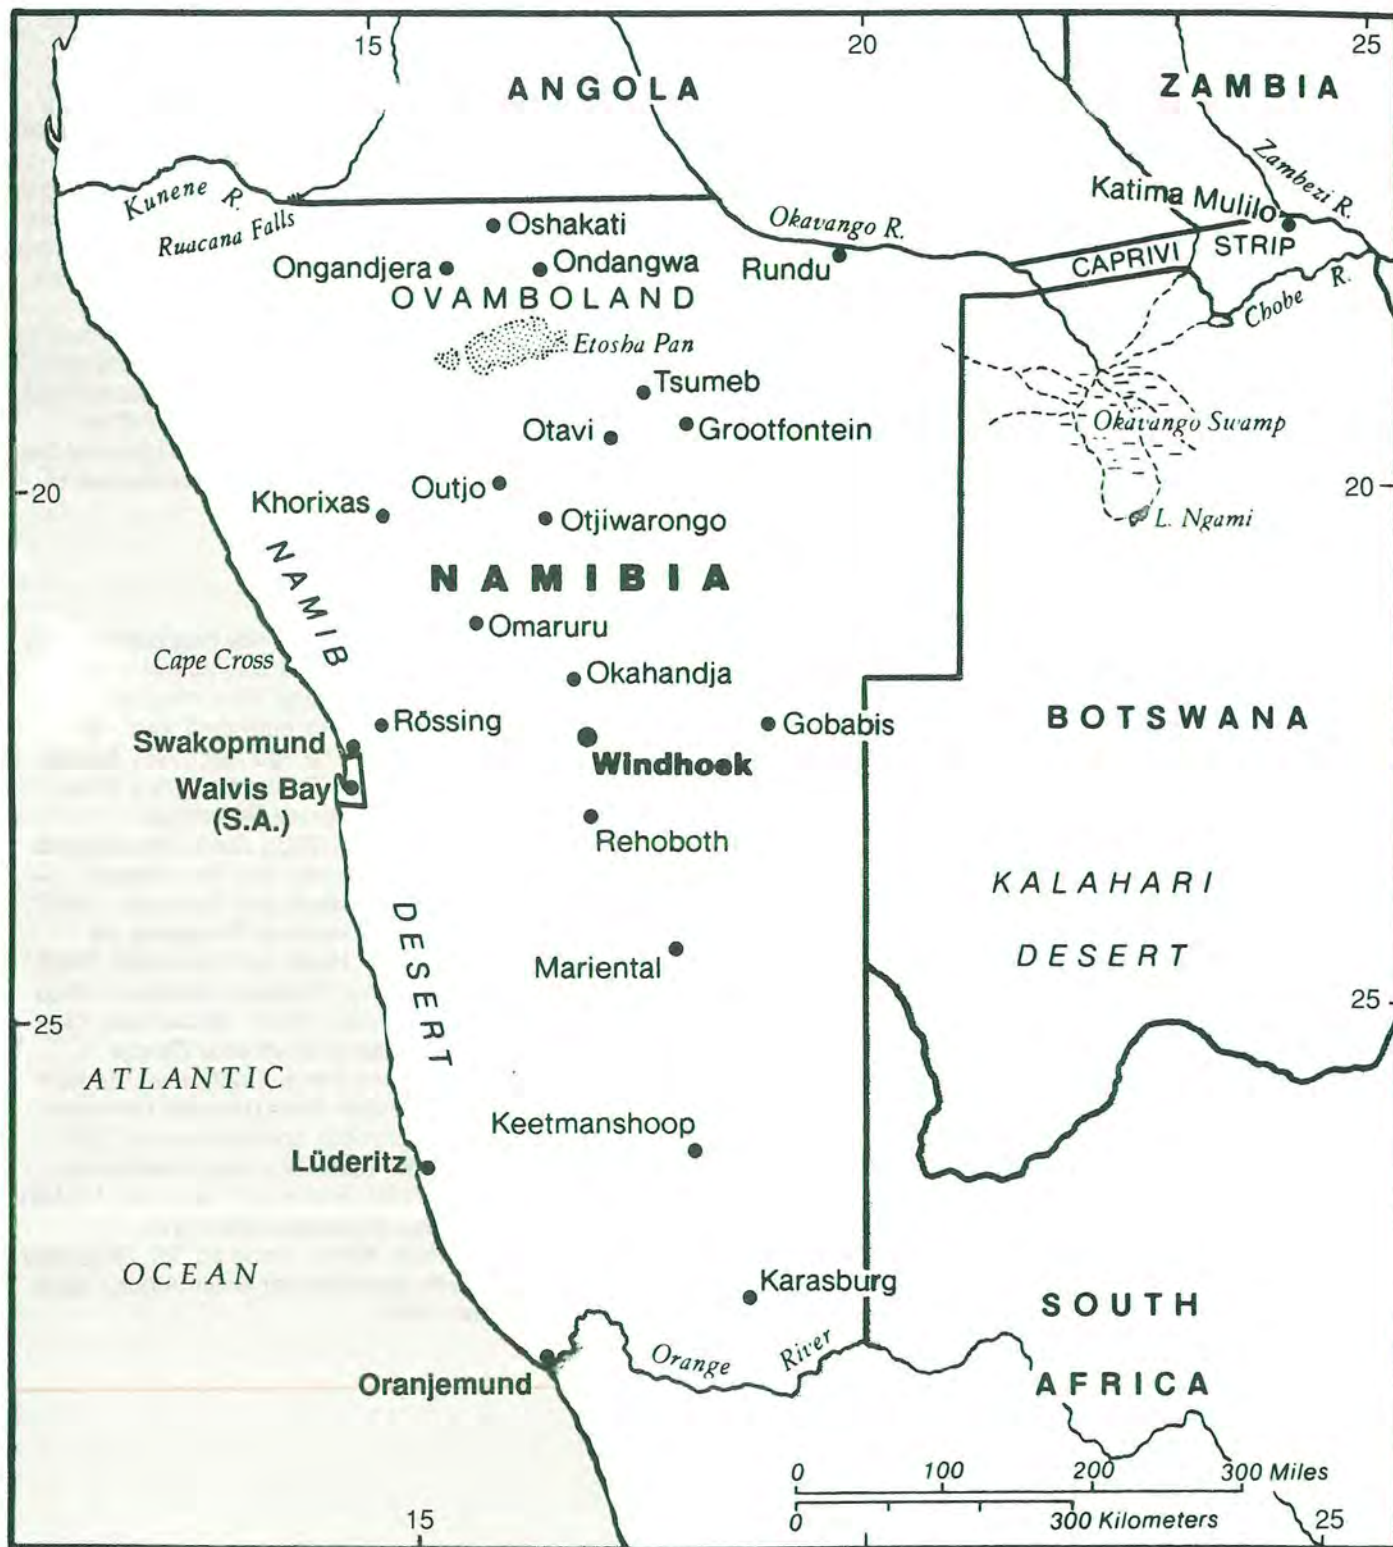 15 20 25
ANGOLA ZAMBIA
Zambezi R.
Kunene R.
Katima Mulilo
Ruacana Falls
Oshakati
Okavango R.
STRIP
Ongandjera
Ondangwa
Rundu
CAPRIVI
OVAMBOLAND
Chobe R.
Etosha Pan
Tsumeb
Otavi
Grootfontein
Okavango Swamp
20
Khorixas
Outjo
20
Otjiwarongo
L. Ngami
NAMIB
NAMIBIA
Omaruru
Cape Cross
Okahandja
Rössing
Gobabis
BOTSWANA
Swakopmund
Windhoek
Walvis Bay
(S.A.)
Rehoboth
KALAHARI
DESERT
DESERT
Mariental
25
25
ATLANTIC
Keetmanshoop
Lüderitz
OCEAN
Karasburg
SOUTH
Orange River
Oranjemund
AFRICA
0 100 200 300 Miles
0 300 Kilometers
15 25